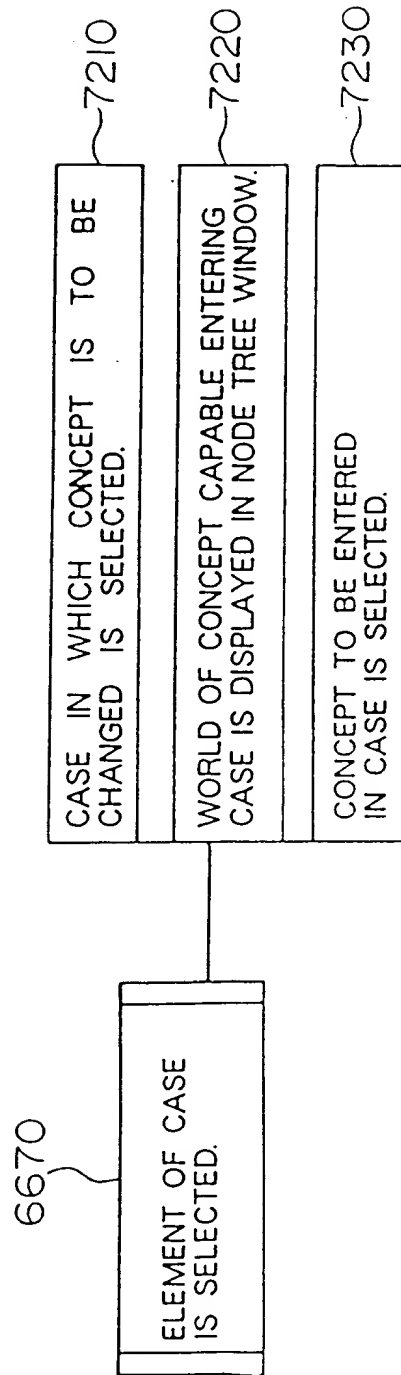 6670
ELEMENT OF CASE
IS SELECTED.
CASE IN WHICH CONCEPT IS TO BE
CHANGED IS SELECTED.
7210
WORLD OF CONCEPT CAPABLE ENTERING
CASE IS DISPLAYED IN NODE TREE WINDOW.
7220
CONCEPT TO BE ENTERED
IN CASE IS SELECTED.
7230